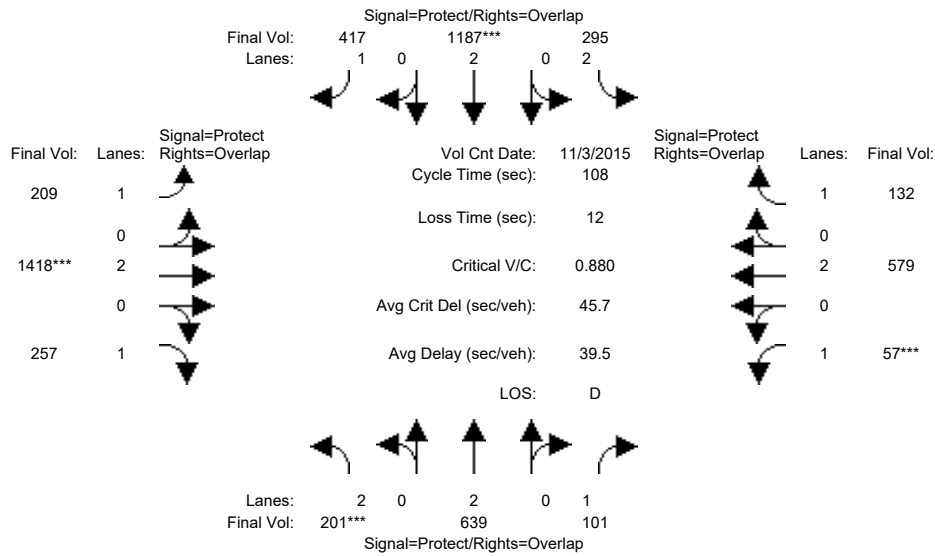 Signal=Protect/Rights=Overlap
Final Vol: 417 1187*** 295
Lanes: 1 0 2 0 2
Signal=Protect
Final Vol: Lanes: Rights=Overlap
Vol Cnt Date: 11/3/2015
Signal=Protect
Rights=Overlap Lanes: Final Vol:
Cycle Time (sec): 108
209 1
1 132
Loss Time (sec): 12
0
0
1418*** 2
Critical V/C: 0.880
2 579
0
Avg Crit Del (sec/veh): 45.7
0
257 1
Avg Delay (sec/veh): 39.5
1 57***
LOS: D
Lanes: 2 0 2 0 1
Final Vol: 201*** 639 101
Signal=Protect/Rights=Overlap